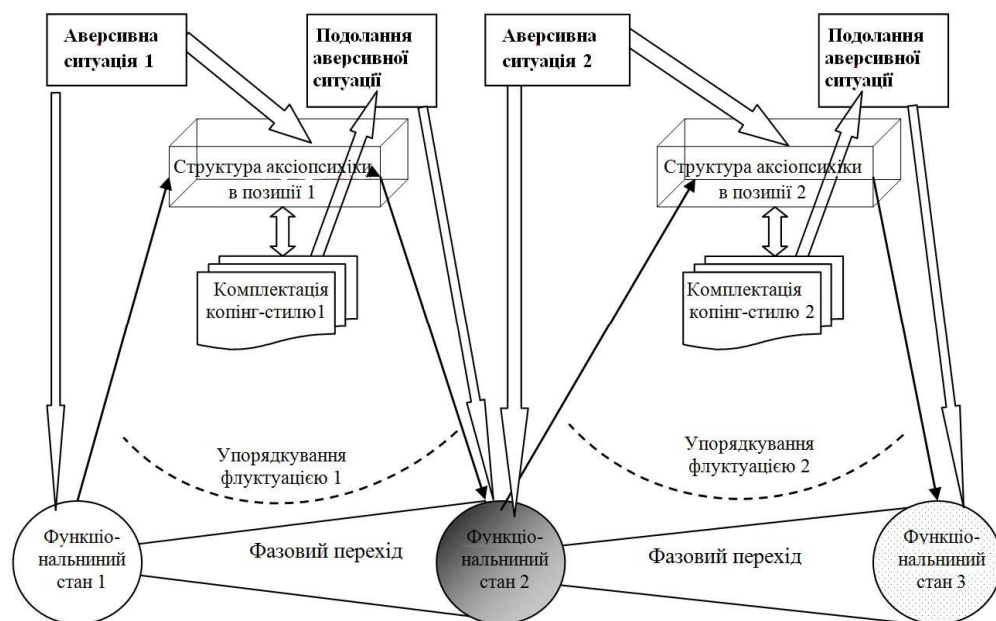 Аверсивна
ситуація 1
Подолання
аверсивної
ситуації
Аверсивна
ситуація 2
Подолання
аверсивної
ситуації
Структура аксіопсихіки
в позиції 1
Структура аксіопсихіки
в позиції 2
Комплектація
копінг-стилю1
Комплектація
копінг-стилю 2
Упорядкування
флуктуацією 1
Упорядкування
флуктуацією 2
Функціо-
нальниний
стан 1
Фазовий перехід
Функціо-
нальниний
стан 2
Фазовий перехід
Функціо-
нальниний
стан 3